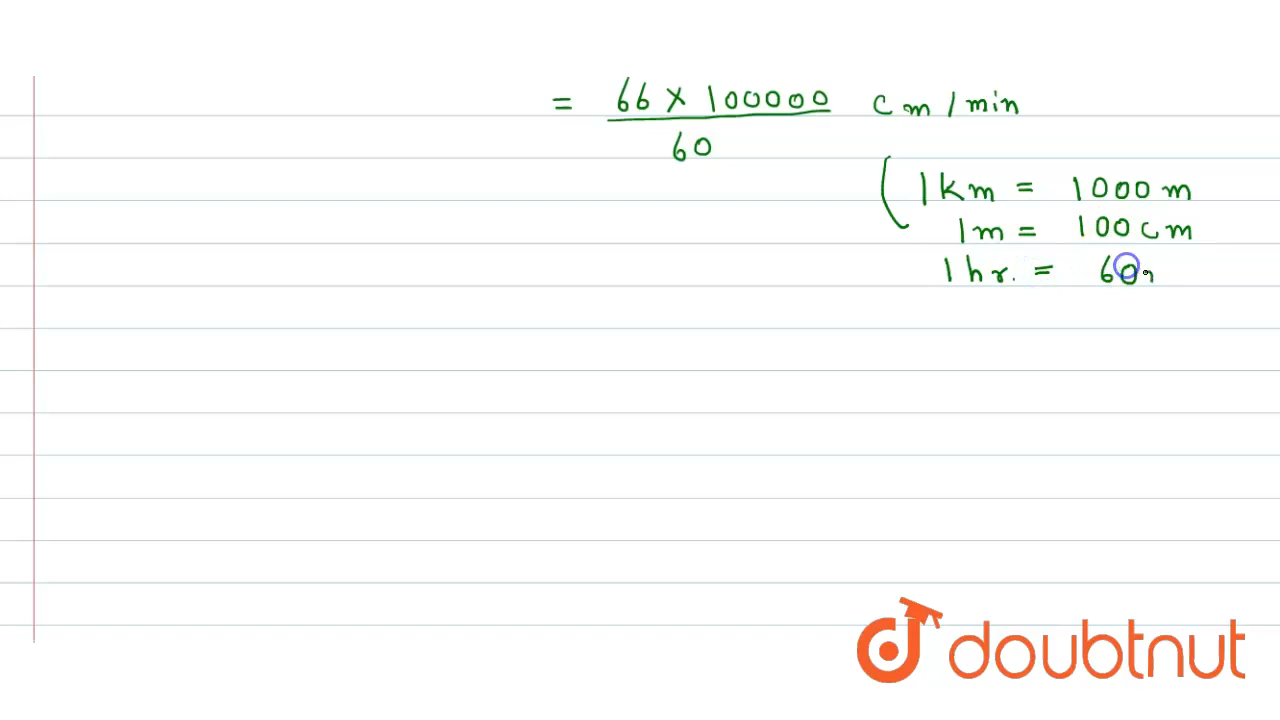 = 66 × 100000 cm/min
60
(1 km = 1000 m
1 m = 100 cm
1 hr. = 60
doubtnut